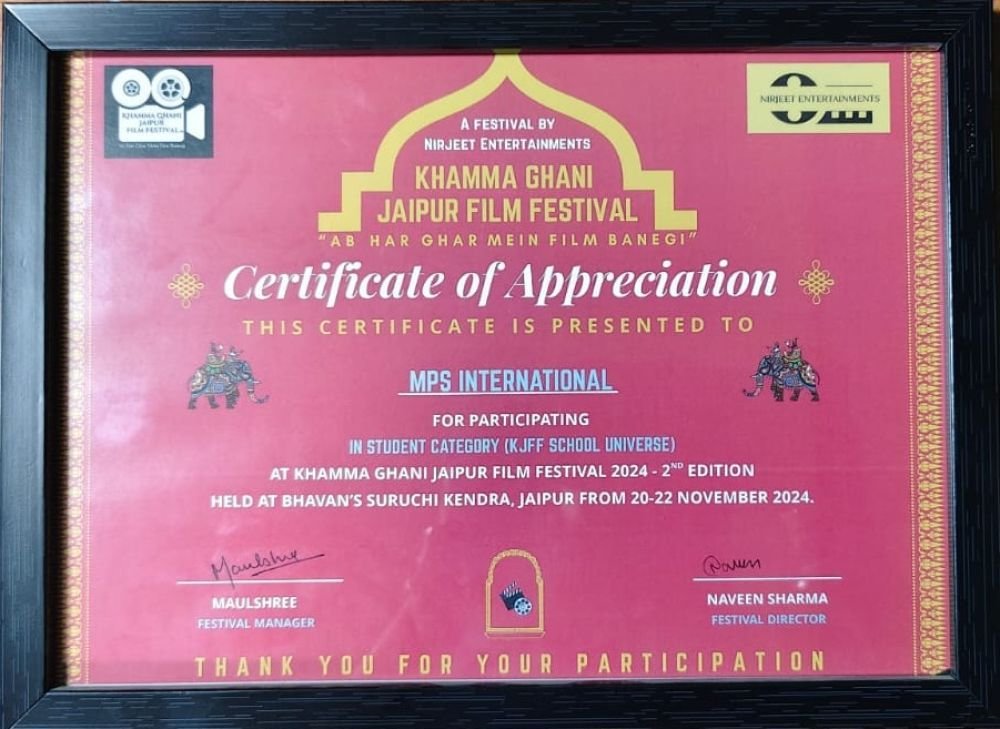 KHAMMA GHANI
JAIPUR
FILM FESTIVAL
NIRJEET ENTERTAINMENTS
A FESTIVAL BY
NIRJEET ENTERTAINMENTS
KHAMMA GHANI
JAIPUR FILM FESTIVAL
"AB HAR GHAR MEIN FILM BANEGI"
Certificate of Appreciation
THIS CERTIFICATE IS PRESENTED TO
MPS INTERNATIONAL
FOR PARTICIPATING
IN STUDENT CATEGORY (KJFF SCHOOL UNIVERSE)
AT KHAMMA GHANI JAIPUR FILM FESTIVAL 2024 - 2ND EDITION
HELD AT BHAVAN'S SURUCHI KENDRA, JAIPUR FROM 20-22 NOVEMBER 2024.
Maulshree
MAULSHREE
FESTIVAL MANAGER
NAVEEN SHARMA
FESTIVAL DIRECTOR
THANK YOU FOR YOUR PARTICIPATION